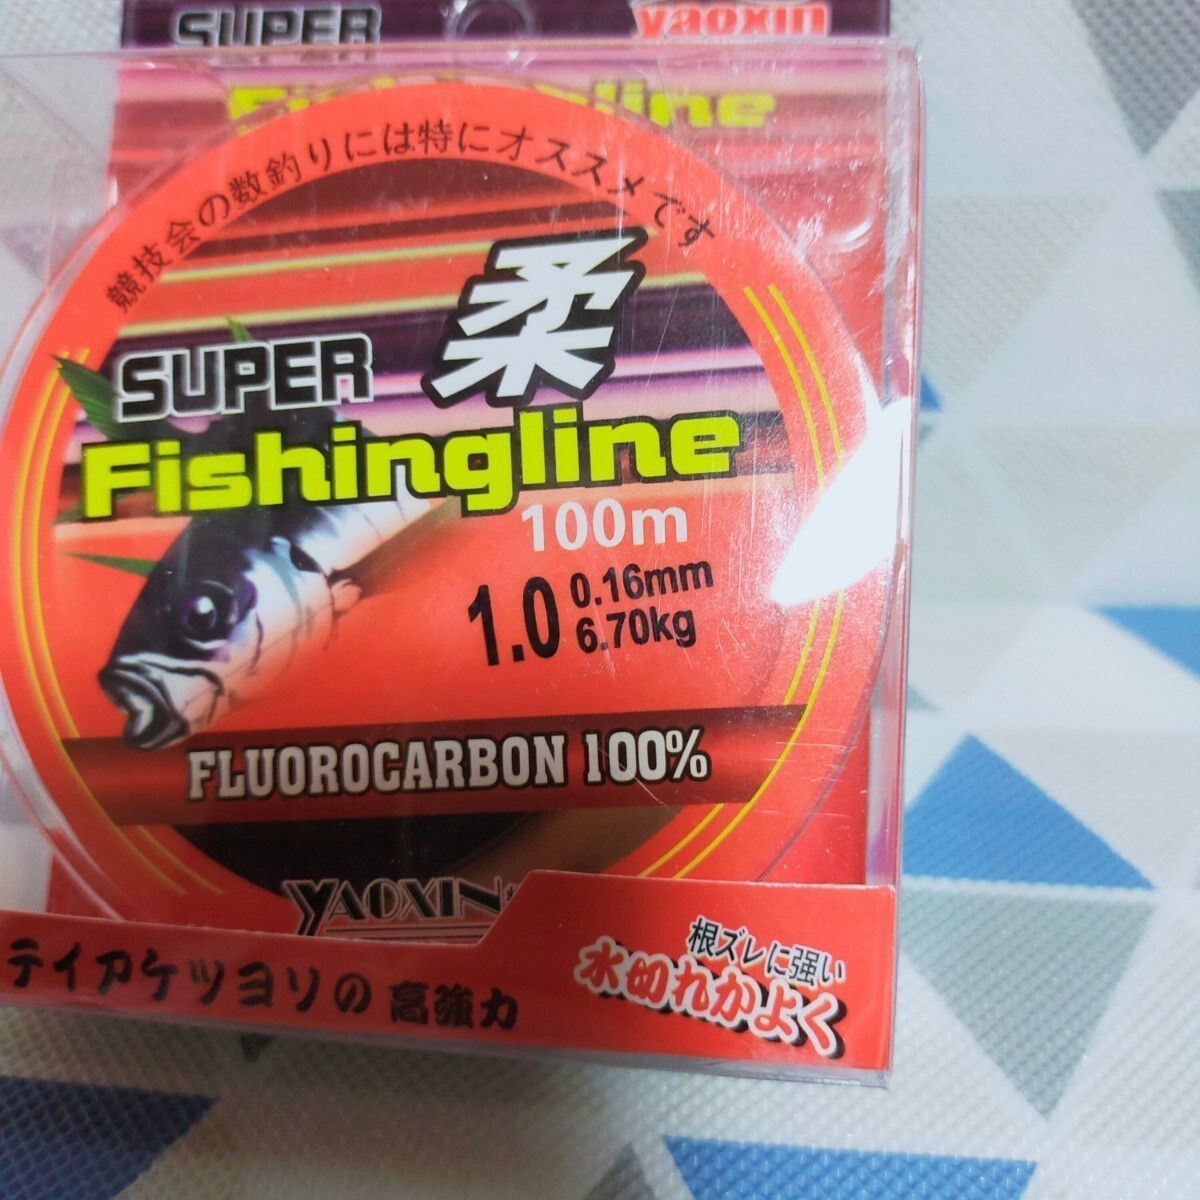 SUPER
yaoxin
Fishingline
競技会の数釣りには特にオススメです
柔
SUPER
Fishingline
100m
1.0
0.16mm
6.70kg
FLUOROCARBON 100%
YAOXIN
テイアケツヨソの 高強力
根ズレに強い
水切れかよく